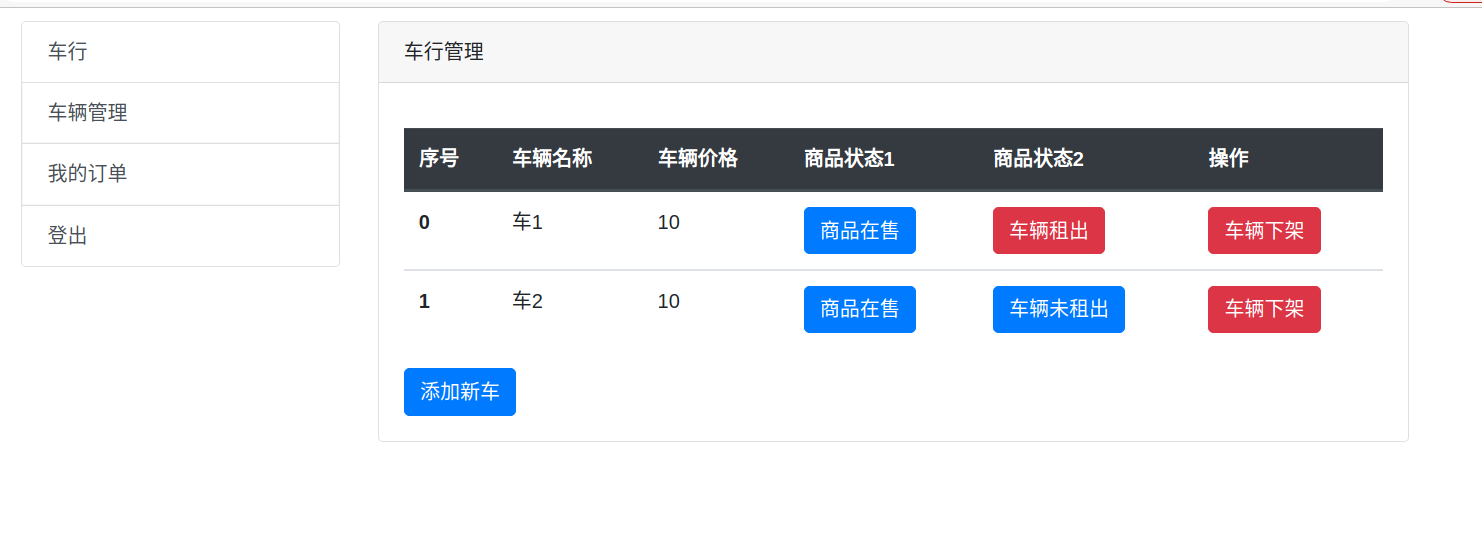 车行
车辆管理
我的订单
登出
车行管理
序号 车辆名称 车辆价格 商品状态1 商品状态2 操作
0 车1 10 商品在售 车辆租出 车辆下架
1 车2 10 商品在售 车辆未租出 车辆下架
添加新车